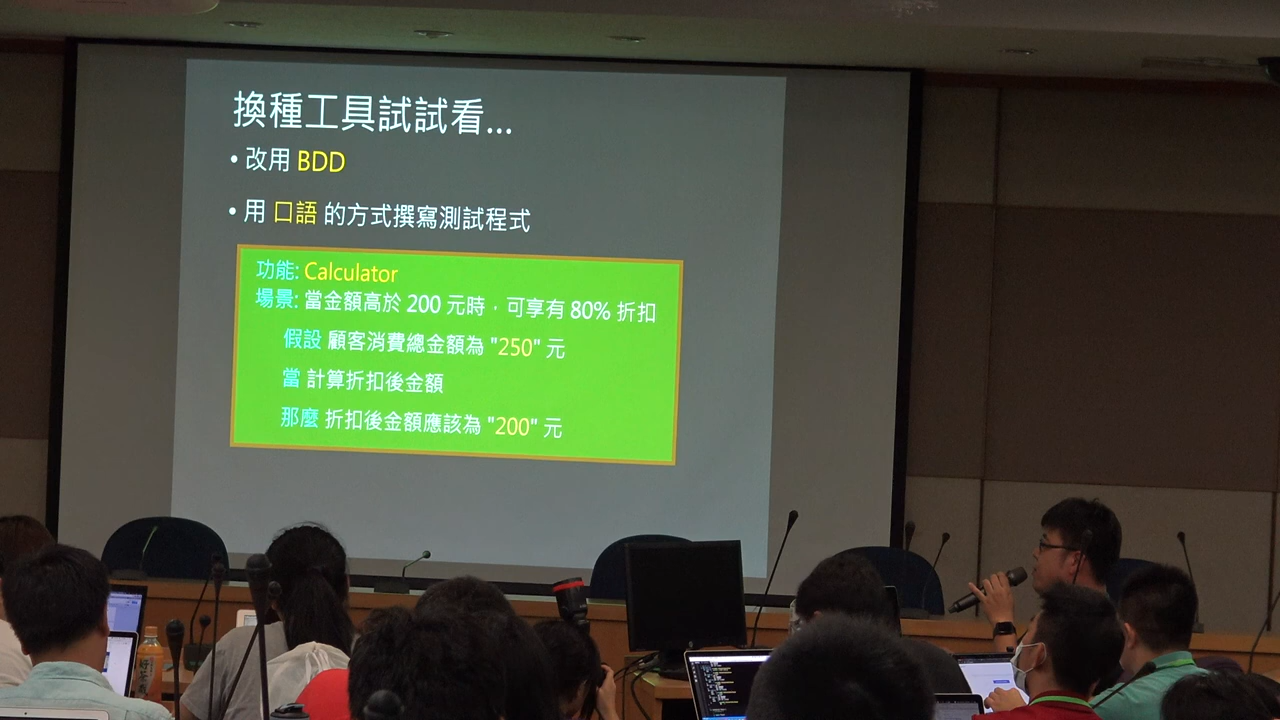 換種工具試試看...
• 改用 BDD
• 用 口語 的方式撰寫測試程式
功能: Calculator
場景: 當金額高於 200 元時，可享有 80% 折扣
假設 顧客消費總金額為 "250" 元
當 計算折扣後金額
那麼 折扣後金額應該為 "200" 元